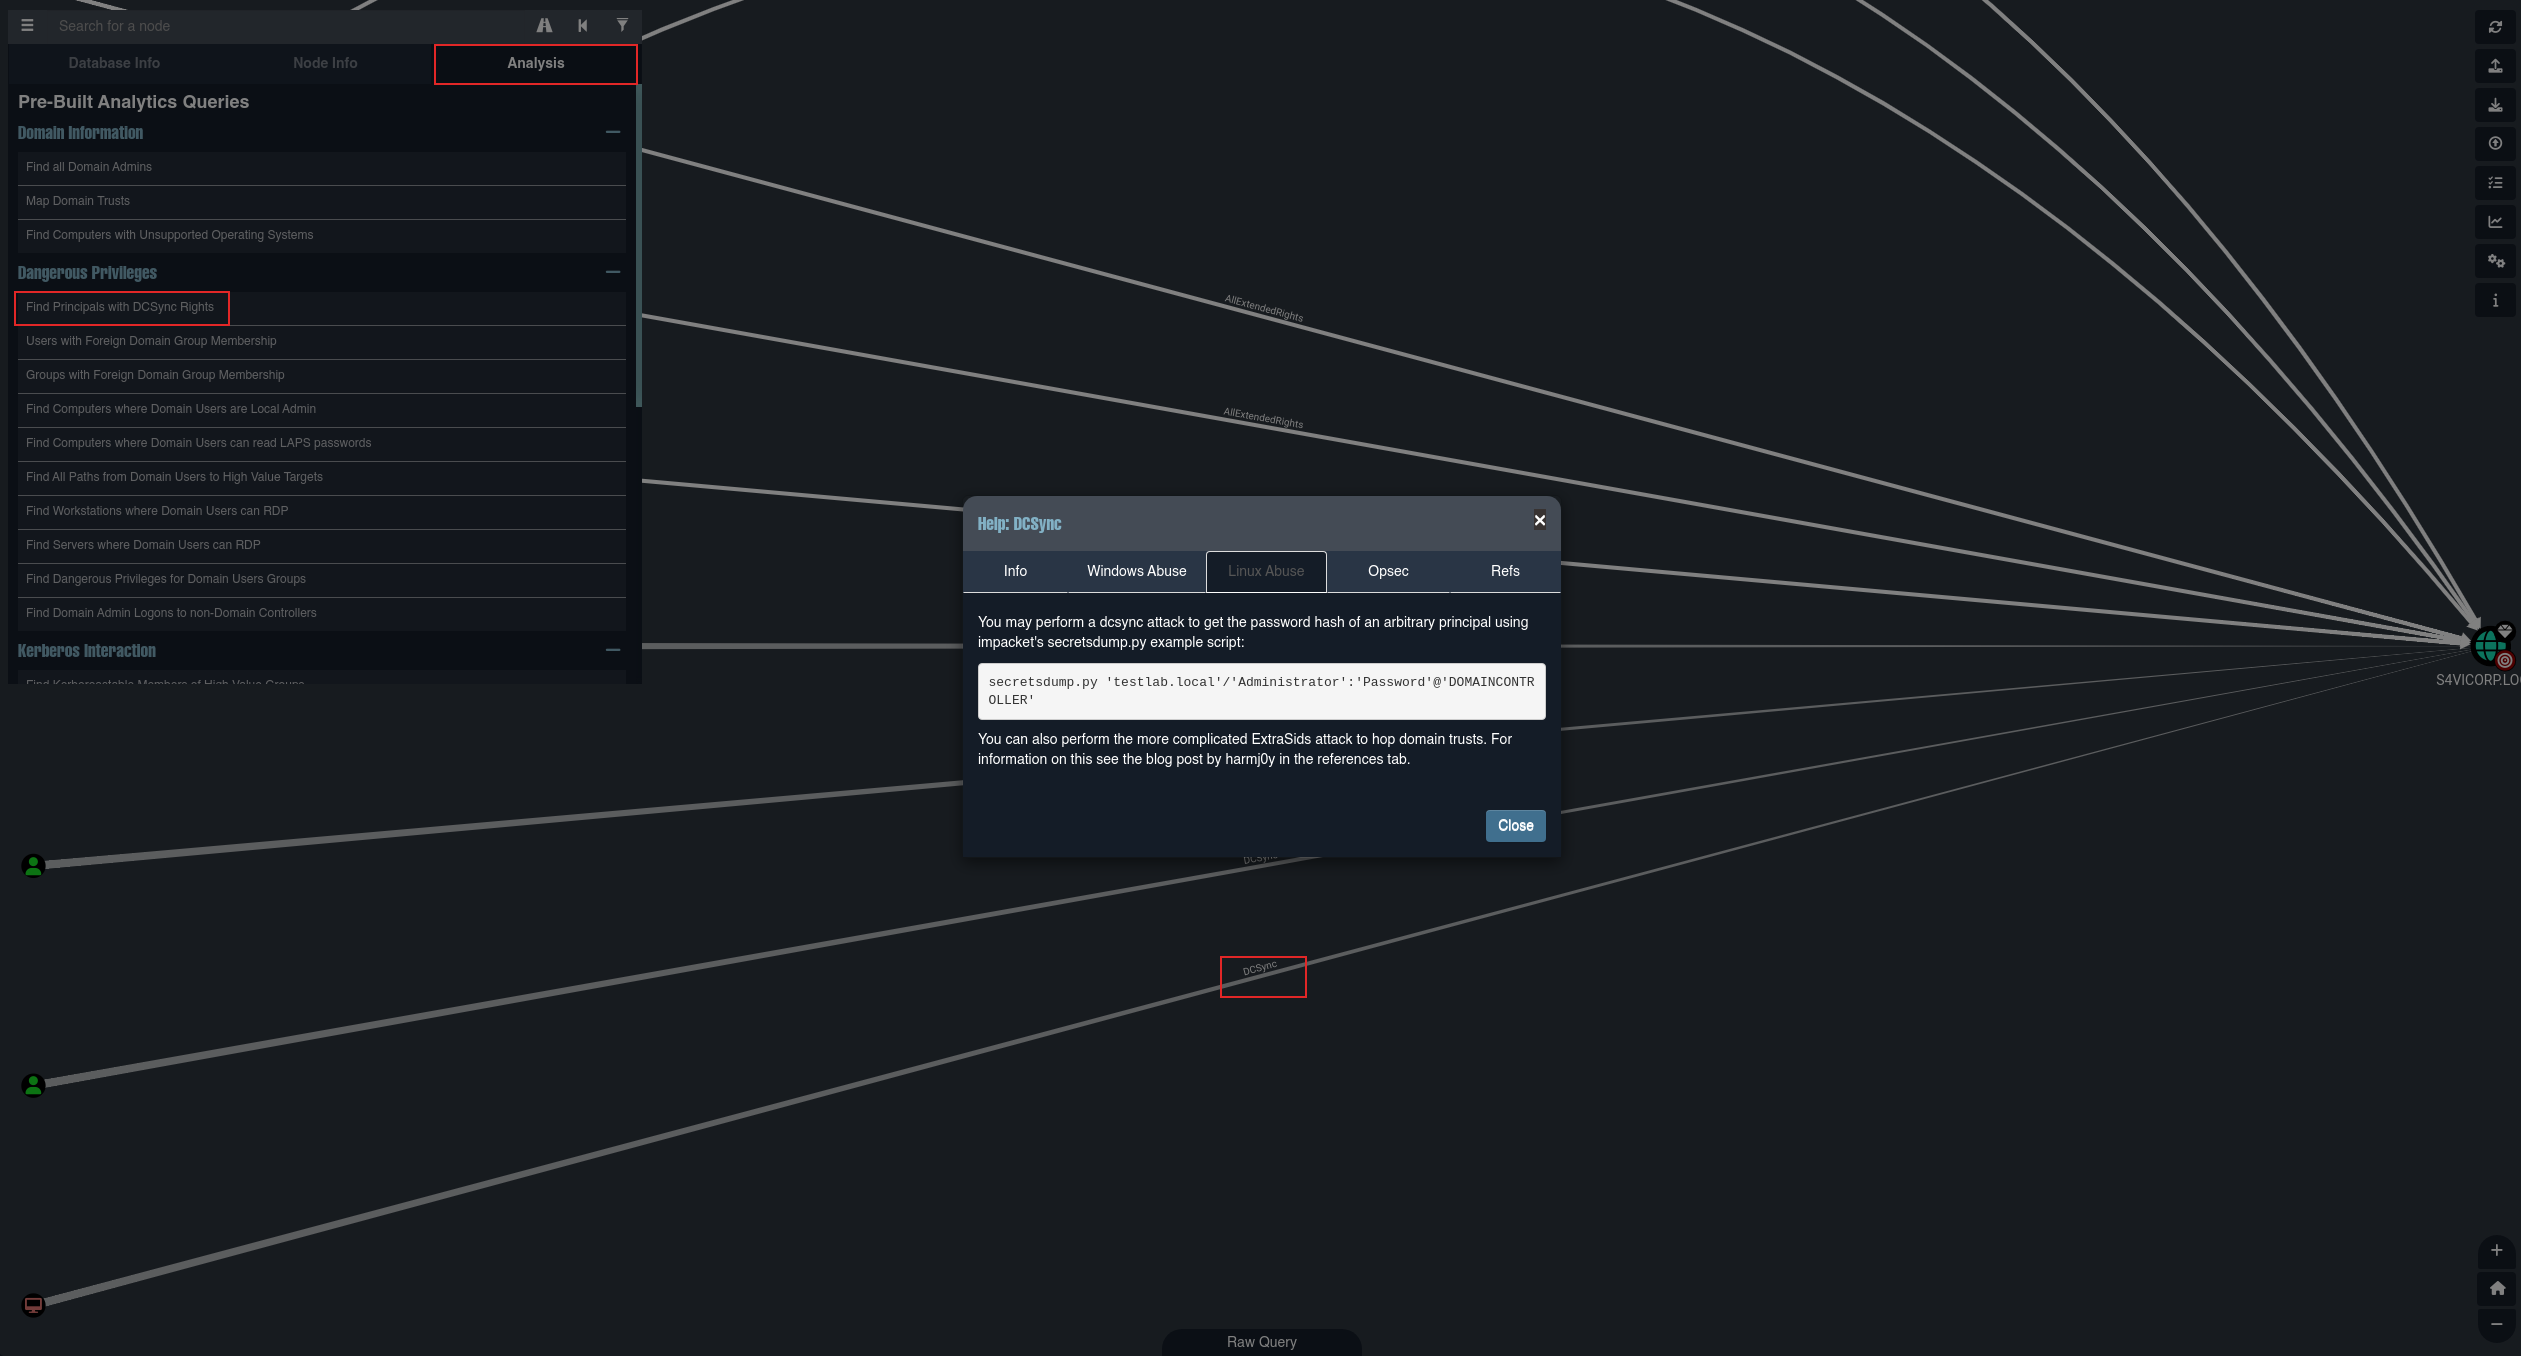 Search for a node
Database Info
Node Info
Analysis
Pre-Built Analytics Queries
Domain Information
Find all Domain Admins
Map Domain Trusts
Find Computers with Unsupported Operating Systems
Dangerous Privileges
Find Principals with DCSync Rights
Users with Foreign Domain Group Membership
Groups with Foreign Domain Group Membership
Find Computers where Domain Users are Local Admin
Find Computers where Domain Users can read LAPS passwords
Find All Paths from Domain Users to High Value Targets
Find Workstations where Domain Users can RDP
Find Servers where Domain Users can RDP
Find Dangerous Privileges for Domain Users Groups
Find Domain Admin Logons to non-Domain Controllers
Kerberos Interaction
Find Kerberoastable Members of High Value Groups
AllExtendedRights
AllExtendedRights
Help: DCSync
Info
Windows Abuse
Linux Abuse
Opsec
Refs
You may perform a dcsync attack to get the password hash of an arbitrary principal using
impacket's secretsdump.py example script:
secretsdump.py 'testlab.local'/'Administrator':'Password'@'DOMAINCONTR
OLLER'
You can also perform the more complicated ExtraSids attack to hop domain trusts. For
information on this see the blog post by harmj0y in the references tab.
Close
DCSync
DCSync
S4VICORP.LO
Raw Query